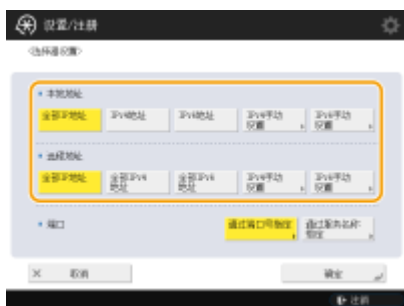 设置/注册
<选择器设置>
• 本地地址
全部IP地址 IPv4地址 IPv6地址 IPv4手动设置 IPv6手动设置
• 远程地址
全部IP地址 全部IPv4地址 全部IPv6地址 IPv4手动设置 IPv6手动设置
• 端口
通过端口号指定 通过服务名称指定
× 取消
确定
注销